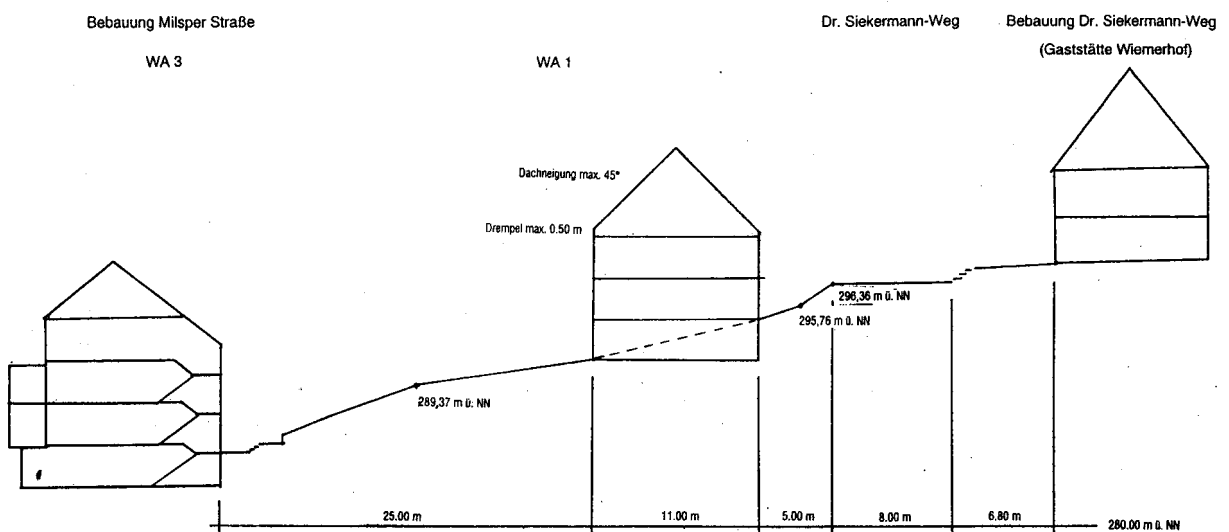 Bebauung Milsper Straße
Dr. Siekermann-Weg
Bebauung Dr. Siekermann-Weg
(Gaststätte Wiemerhof)
WA 3
WA 1
Dachneigung max. 45°
Drempel max. 0.50 m
296,36 m ü. NN
295,76 m ü. NN
289,37 m ü. NN
25.00 m
11.00 m
5.00 m
8.00 m
6.80 m
280.00 m ü. NN